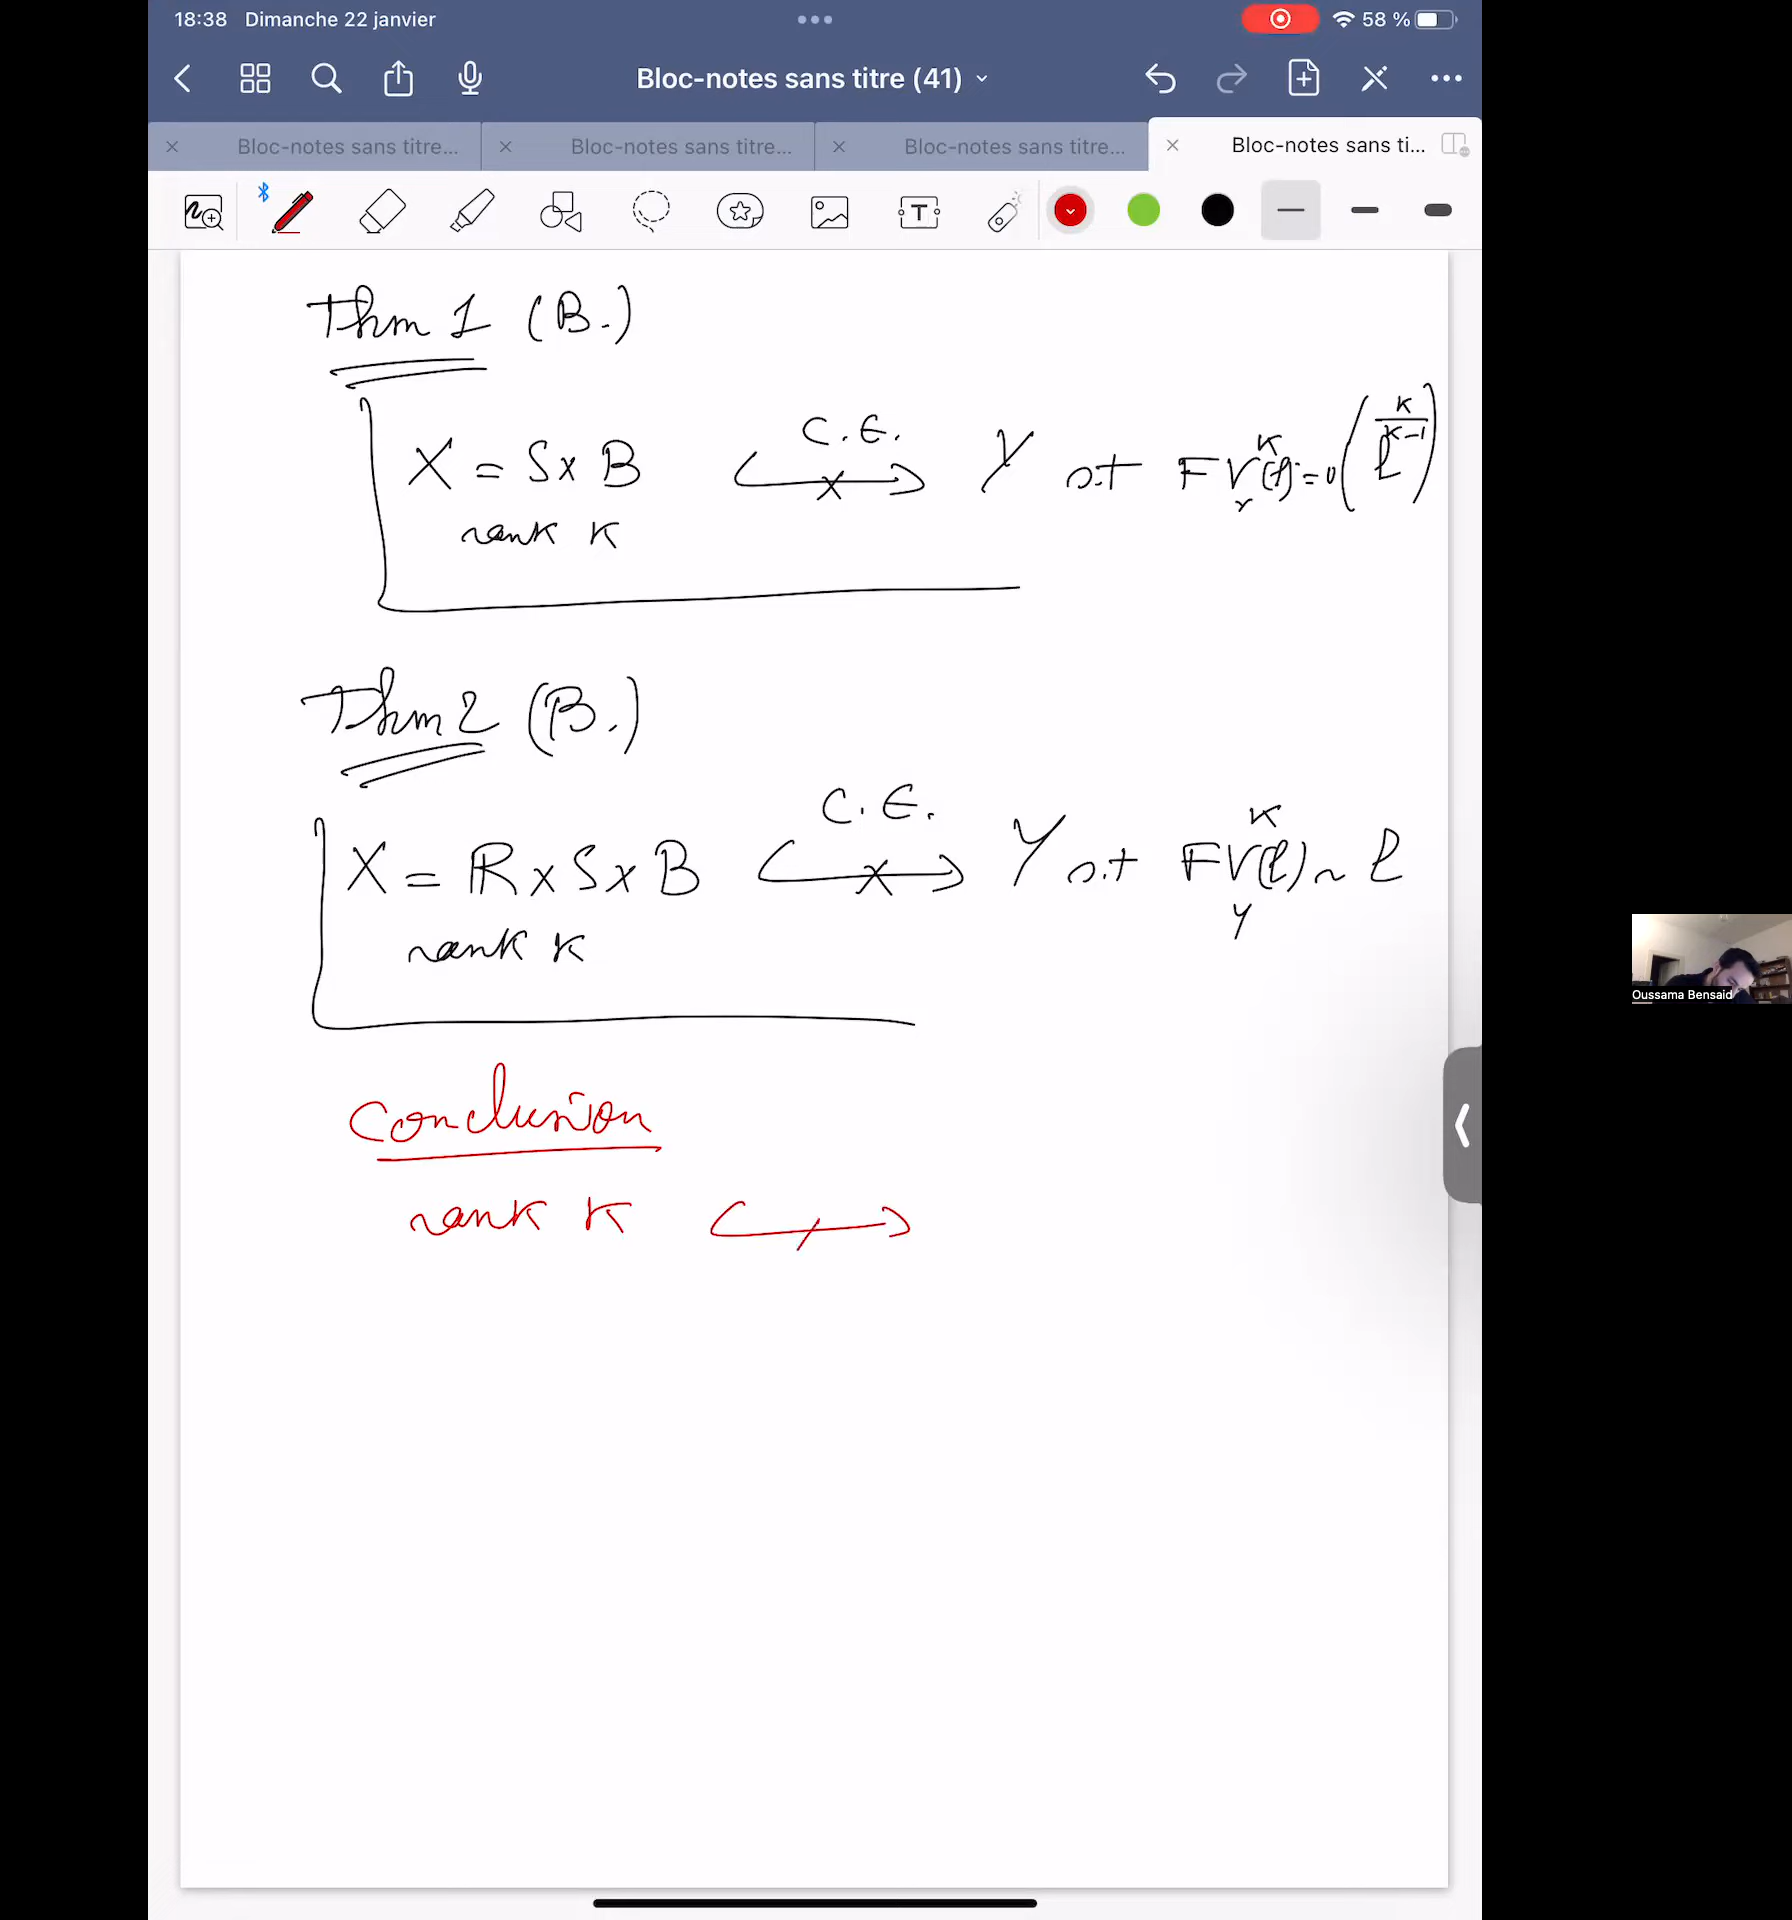 18:38 Dimanche 22 janvier
58 %
Bloc-notes sans titre (41)
Bloc-notes sans titre...
Bloc-notes sans titre...
Bloc-notes sans titre...
Bloc-notes sans ti...
Thm 1 (B.)
C.E.
X = S x B ↪̸ Y s.t FV_Y^K(l) = o(l^{K/(K-1)})
rank K
Thm 2 (B.)
C.E.
X = R x S x B ↪̸ Y s.t FV_Y^K(l) ~ l
rank K
Conclusion
rank K ↪̸
Oussama Bensaid